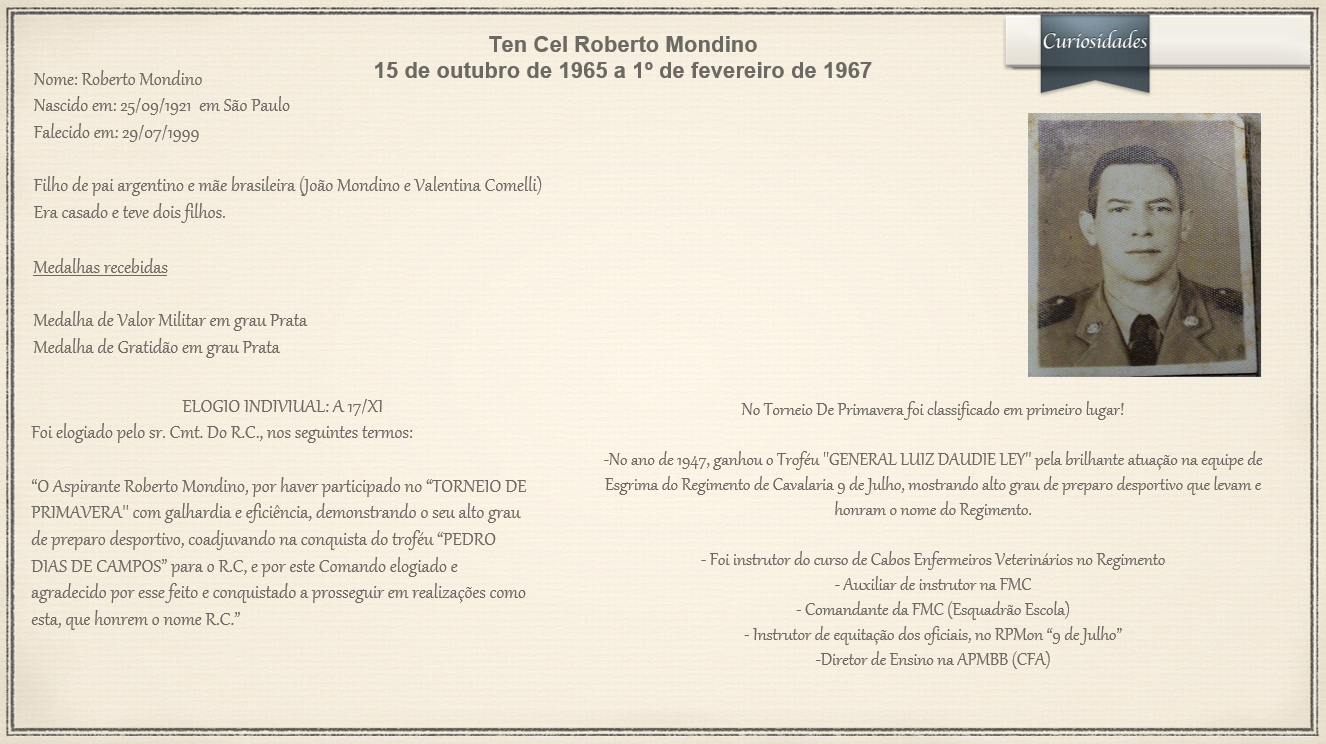 Ten Cel Roberto Mondino
15 de outubro de 1965 a 1º de fevereiro de 1967
Curiosidades
Nome: Roberto Mondino
Nascido em: 25/09/1921 em São Paulo
Falecido em: 29/07/1999
Filho de pai argentino e mãe brasileira (João Mondino e Valentina Comelli)
Era casado e teve dois filhos.
Medalhas recebidas
Medalha de Valor Militar em grau Prata
Medalha de Gratidão em grau Prata
ELOGIO INDIVIUAL: A 17/XI
Foi elogiado pelo sr. Cmt. Do R.C., nos seguintes termos:
“O Aspirante Roberto Mondino, por haver participado no “TORNEIO DE
PRIMAVERA" com galhardia e eficiência, demonstrando o seu alto grau
de preparo desportivo, coadjuvando na conquista do troféu “PEDRO
DIAS DE CAMPOS” para o R.C, e por este Comando elogiado e
agradecido por esse feito e conquistado a prosseguir em realizações como
esta, que honrem o nome R.C.”
No Torneio De Primavera foi classificado em primeiro lugar!
-No ano de 1947, ganhou o Troféu "GENERAL LUIZ DAUDIE LEY" pela brilhante atuação na equipe de
Esgrima do Regimento de Cavalaria 9 de Julho, mostrando alto grau de preparo desportivo que levam e
honram o nome do Regimento.
- Foi instrutor do curso de Cabos Enfermeiros Veterinários no Regimento
- Auxiliar de instrutor na FMC
- Comandante da FMC (Esquadrão Escola)
- Instrutor de equitação dos oficiais, no RPMon “9 de Julho”
-Diretor de Ensino na APMBB (CFA)